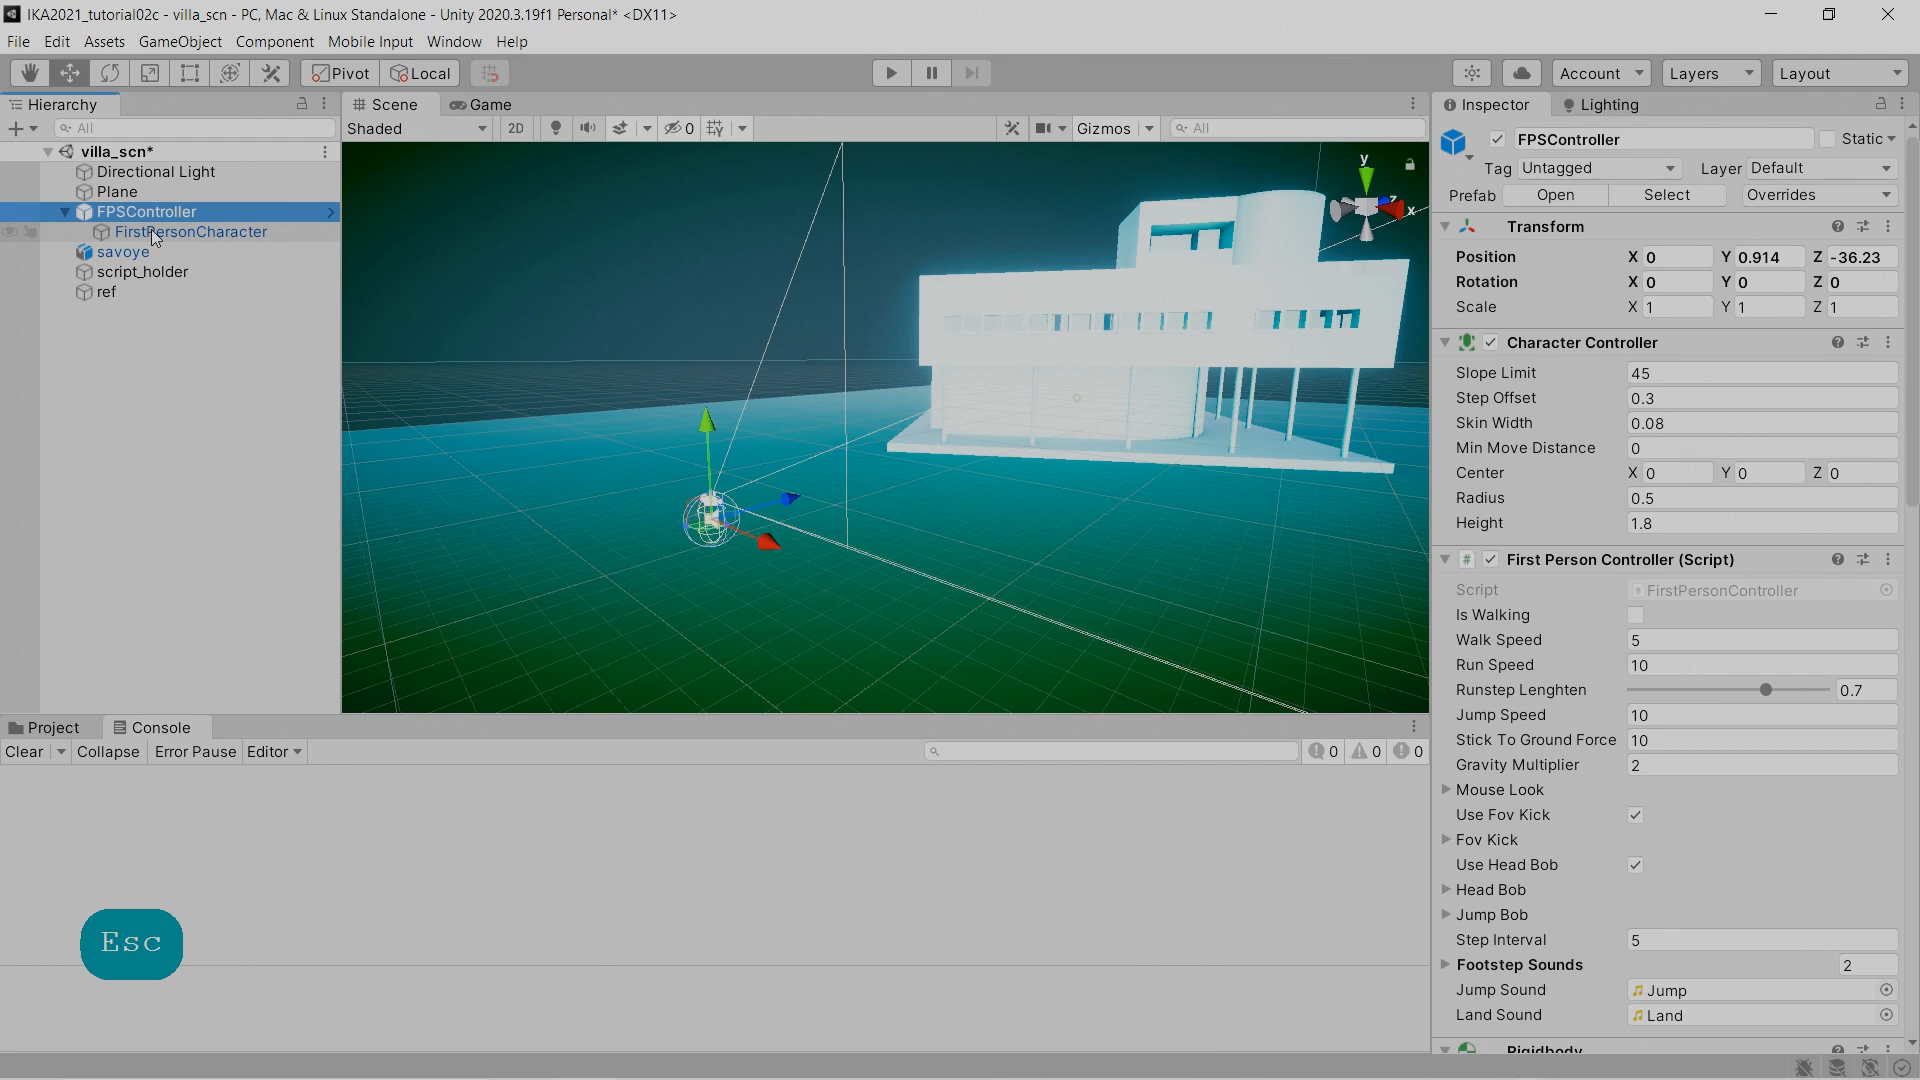 IKA2021_tutorial02c - villa_scn - PC, Mac & Linux Standalone - Unity 2020.3.19f1 Personal* <DX11>
File Edit Assets GameObject Component Mobile Input Window Help
Pivot Local Account Layers Layout
Hierarchy Scene Game Inspector Lighting
All Shaded 2D 0 Gizmos All
villa_scn*
Directional Light
Plane
FPSController
FirstPersonCharacter
savoye
script_holder
ref
y
z
x
FPSController Static
Tag Untagged Layer Default
Prefab Open Select Overrides
Transform
Position X 0 Y 0.914 Z -36.23
Rotation X 0 Y 0 Z 0
Scale X 1 Y 1 Z 1
Character Controller
Slope Limit 45
Step Offset 0.3
Skin Width 0.08
Min Move Distance 0
Center X 0 Y 0 Z 0
Radius 0.5
Height 1.8
# First Person Controller (Script)
Script FirstPersonController
Is Walking
Walk Speed 5
Run Speed 10
Runstep Lenghten 0.7
Jump Speed 10
Stick To Ground Force 10
Gravity Multiplier 2
Mouse Look
Use Fov Kick
Fov Kick
Use Head Bob
Head Bob
Jump Bob
Step Interval 5
Footstep Sounds 2
Jump Sound Jump
Land Sound Land
Rigidbody
Project Console
Clear Collapse Error Pause Editor 0 0 0
Esc